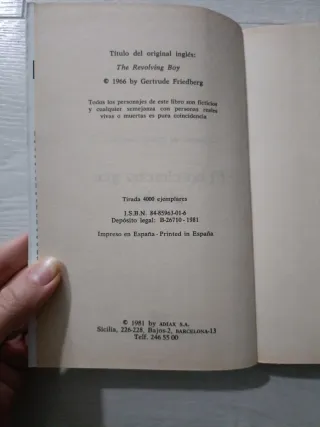 Título del original inglés:
The Revolving Boy
© 1966 by Gertrude Friedberg
Todos los personajes de este libro son ficticios
y cualquier semejanza con personas reales
vivas o muertas es pura coincidencia
Tirada 4000 ejemplares
I.S.B.N. 84-85963-01-6
Depósito legal: B-26710 - 1981
Impreso en España - Printed in Spain
© 1981 by ADIAX S.A.
Sicilia, 226-228, Bajos-2, BARCELONA-13
Telf. 246 55 00